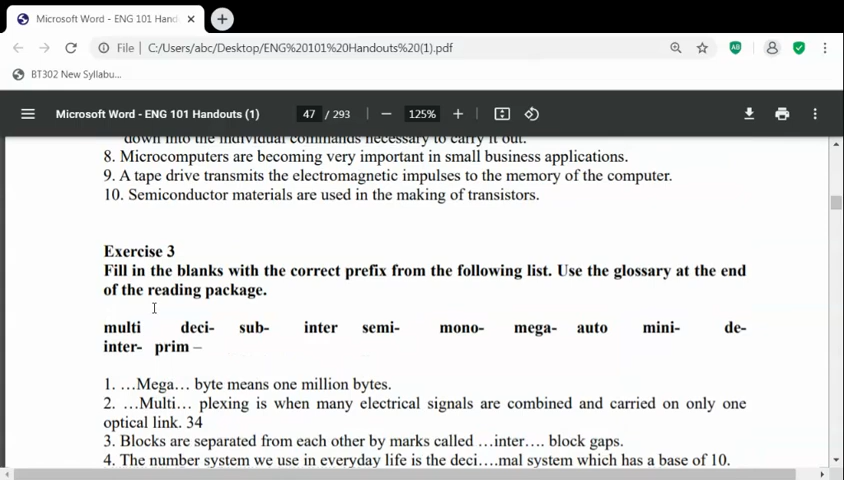 Microsoft Word - ENG 101 Hand
File
C:/Users/abc/Desktop/ENG%20101%20Handouts%20(1).pdf
BT302 New Syllabu...
Microsoft Word - ENG 101 Handouts (1)
47 / 293
125%
down into the individual commands necessary to carry it out.
8. Microcomputers are becoming very important in small business applications.
9. A tape drive transmits the electromagnetic impulses to the memory of the computer.
10. Semiconductor materials are used in the making of transistors.
Exercise 3
Fill in the blanks with the correct prefix from the following list. Use the glossary at the end
of the reading package.
multi deci- sub- inter semi- mono- mega- auto mini- de-
inter- prim –
1. …Mega… byte means one million bytes.
2. …Multi… plexing is when many electrical signals are combined and carried on only one
optical link. 34
3. Blocks are separated from each other by marks called …inter…. block gaps.
4. The number system we use in everyday life is the deci….mal system which has a base of 10.